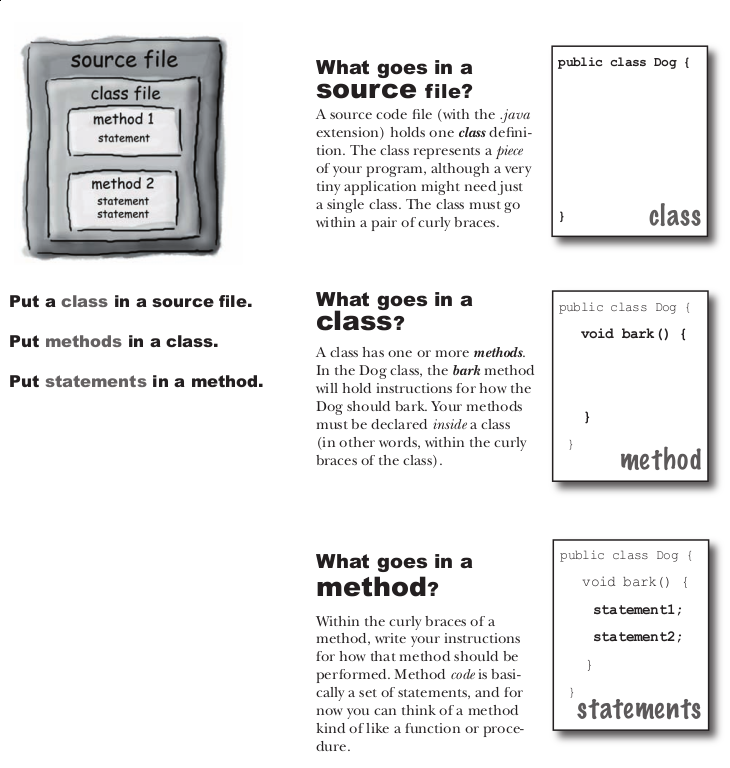 source file
class file
method 1
statement
method 2
statement
statement
Put a class in a source file.
Put methods in a class.
Put statements in a method.
What goes in a
source file?
A source code file (with the .java
extension) holds one class defini-
tion. The class represents a piece
of your program, although a very
tiny application might need just
a single class. The class must go
within a pair of curly braces.
public class Dog {
}
class
What goes in a
class?
A class has one or more methods.
In the Dog class, the bark method
will hold instructions for how the
Dog should bark. Your methods
must be declared inside a class
(in other words, within the curly
braces of the class).
public class Dog {
void bark() {
}
}
method
What goes in a
method?
Within the curly braces of a
method, write your instructions
for how that method should be
performed. Method code is basi-
cally a set of statements, and for
now you can think of a method
kind of like a function or proce-
dure.
public class Dog {
void bark() {
statement1;
statement2;
}
}
statements